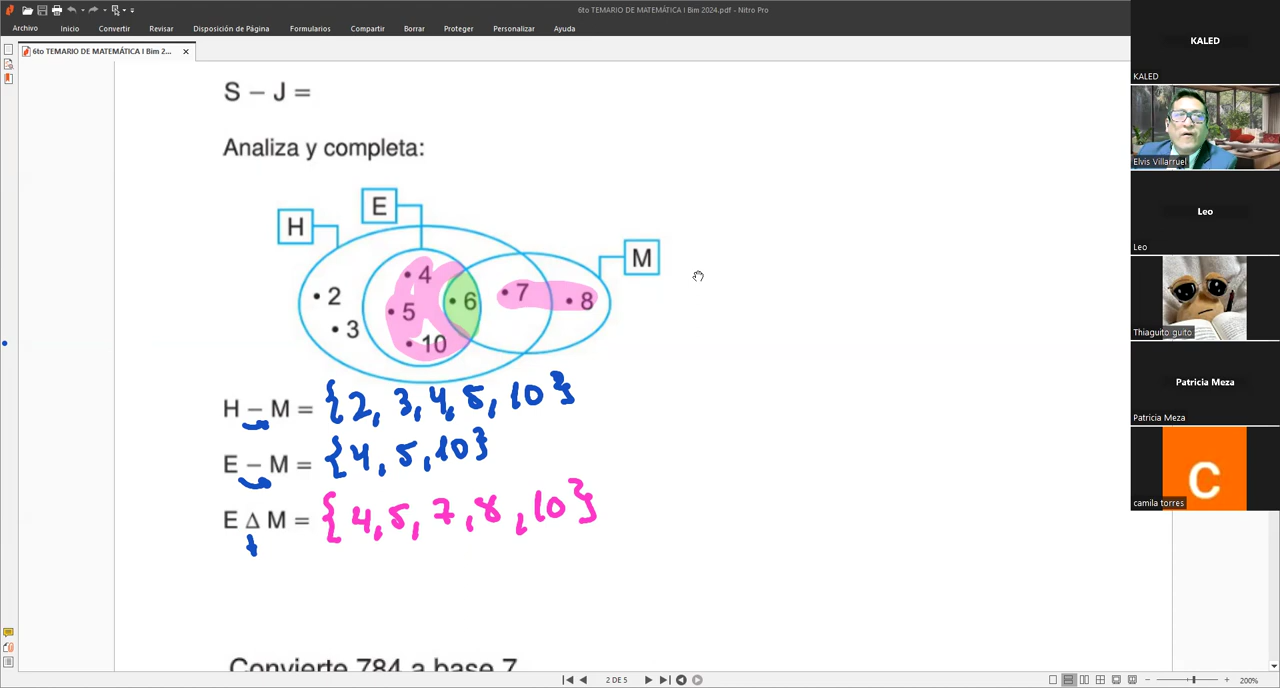 6to TEMARIO DE MATEMÁTICA I Bim 2024.pdf - Nitro Pro
Archivo Inicio Convertir Revisar Disposición de Página Formularios Compartir Borrar Proteger Personalizar Ayuda
6to TEMARIO DE MATEMÁTICA I Bim 2... ×
S − J =
Analiza y completa:
E
H
M
4
2
6
7
8
5
3
10
H − M = {2, 3, 4, 5, 10}
E − M = {4, 5, 10}
E Δ M = {4, 5, 7, 8, 10}
Convierte 784 a base 7
2 DE 5
200%
KALED
KALED
Elvis Villarruel
Leo
Leo
Thiaguito guito
Patricia Meza
Patricia Meza
C
camila torres